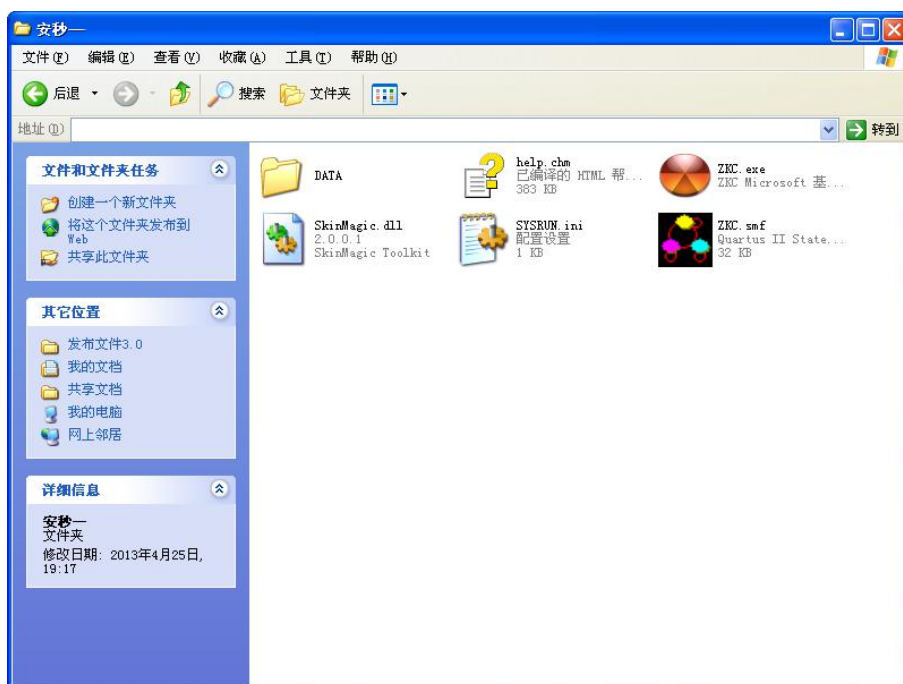 安秒一
文件(F) 编辑(E) 查看(V) 收藏(A) 工具(T) 帮助(H)
后退 搜索 文件夹
地址(D) 转到
文件和文件夹任务
创建一个新文件夹
将这个文件夹发布到
Web
共享此文件夹
其它位置
发布文件3.0
我的文档
共享文档
我的电脑
网上邻居
详细信息
安秒一
文件夹
修改日期: 2013年4月25日,
19:17
DATA
help.chm
已编译的 HTML 帮...
383 KB
ZKC.exe
ZKC Microsoft 基...
SkinMagic.dll
2.0.0.1
SkinMagic Toolkit
SYSRUN.ini
配置设置
1 KB
ZKC.smf
Quartus II State...
32 KB